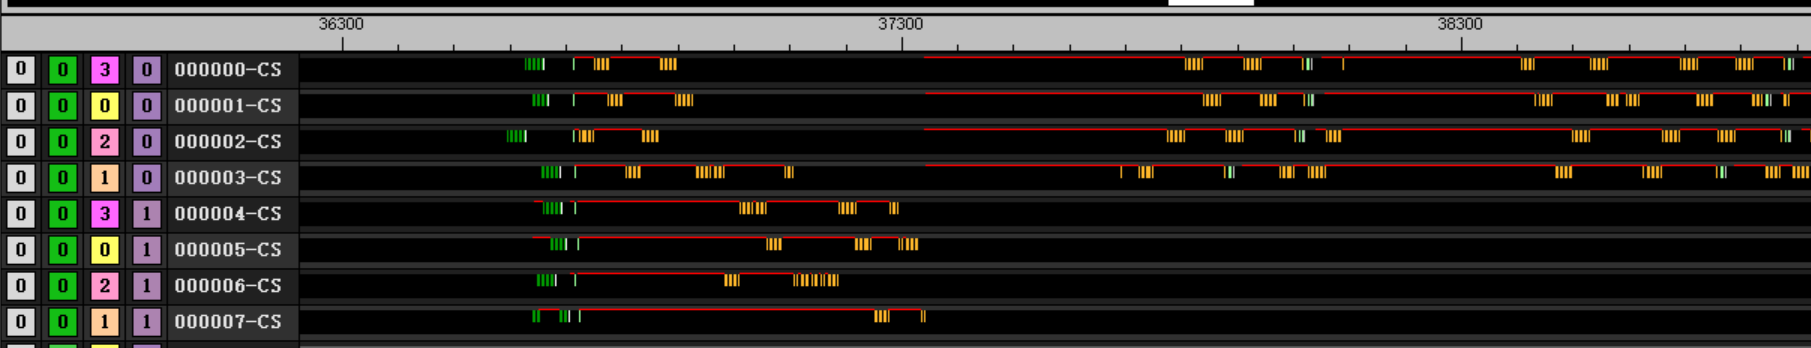 36300 37300 38300
0 0 3 0 000000-CS
0 0 0 0 000001-CS
0 0 2 0 000002-CS
0 0 1 0 000003-CS
0 0 3 1 000004-CS
0 0 0 1 000005-CS
0 0 2 1 000006-CS
0 0 1 1 000007-CS